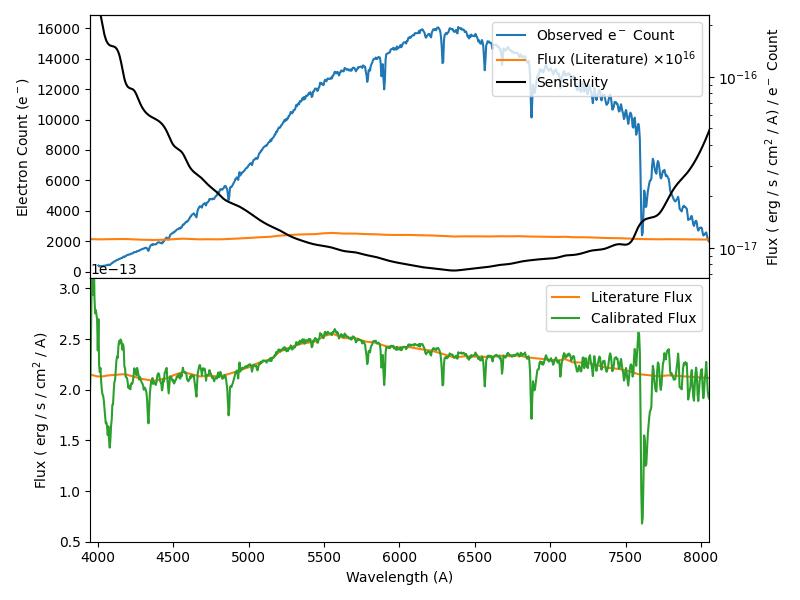 Electron Count (e⁻)
16000
14000
12000
10000
8000
6000
4000
2000
0
Observed e⁻ Count
Flux (Literature) ×10¹⁶
Sensitivity
10⁻¹⁶
10⁻¹⁷
Flux ( erg / s / cm² / A) / e⁻ Count
1e−13
Flux ( erg / s / cm² / A)
3.0
2.5
2.0
1.5
1.0
0.5
Literature Flux
Calibrated Flux
4000 4500 5000 5500 6000 6500 7000 7500 8000
Wavelength (A)